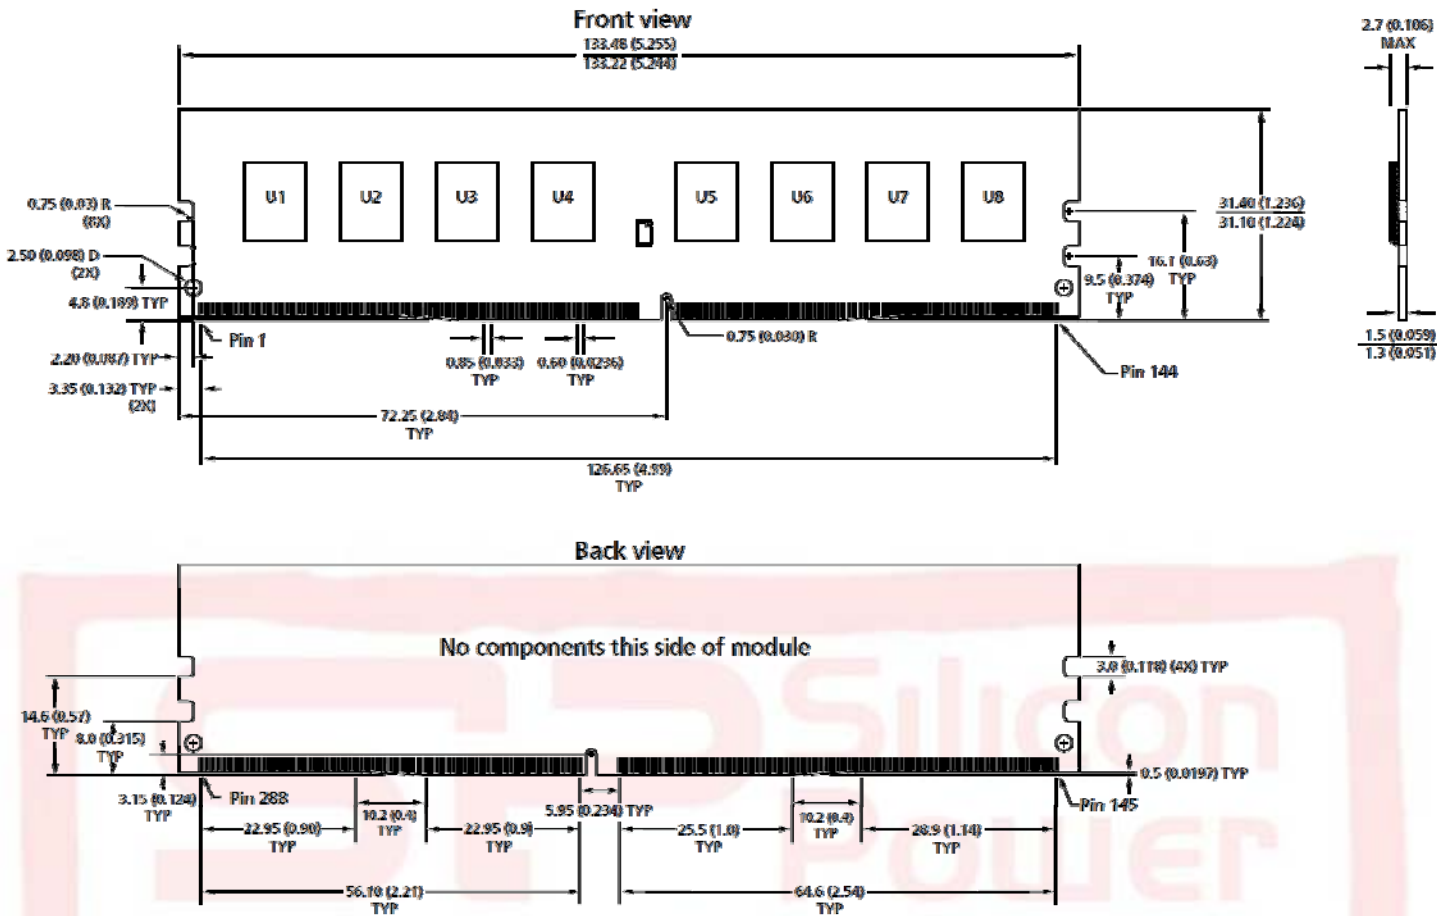 Front view
133.48 (5.255)
133.22 (5.244)
2.7 (0.106)
MAX
U1 U2 U3 U4 U5 U6 U7 U8
0.75 (0.03) R
(8X)
2.50 (0.098) D
(2X)
4.8 (0.189) TYP
31.40 (1.236)
31.10 (1.224)
16.1 (0.63)
TYP
9.5 (0.374)
TYP
Pin 1
0.75 (0.030) R
2.20 (0.087) TYP
0.85 (0.033)
TYP
0.60 (0.0236)
TYP
1.5 (0.059)
1.3 (0.051)
Pin 144
3.35 (0.132) TYP
(2X)
72.25 (2.84)
TYP
126.65 (4.99)
TYP
Back view
No components this side of module
3.0 (0.118) (4X) TYP
14.6 (0.57)
TYP
8.0 (0.315)
TYP
0.5 (0.0197) TYP
3.15 (0.124)
TYP
Pin 288
5.95 (0.234) TYP
Pin 145
22.95 (0.90)
TYP
10.2 (0.4)
TYP
22.95 (0.9)
TYP
25.5 (1.0)
TYP
10.2 (0.4)
TYP
28.9 (1.14)
TYP
56.10 (2.21)
TYP
64.6 (2.54)
TYP
SP Silicon
Power